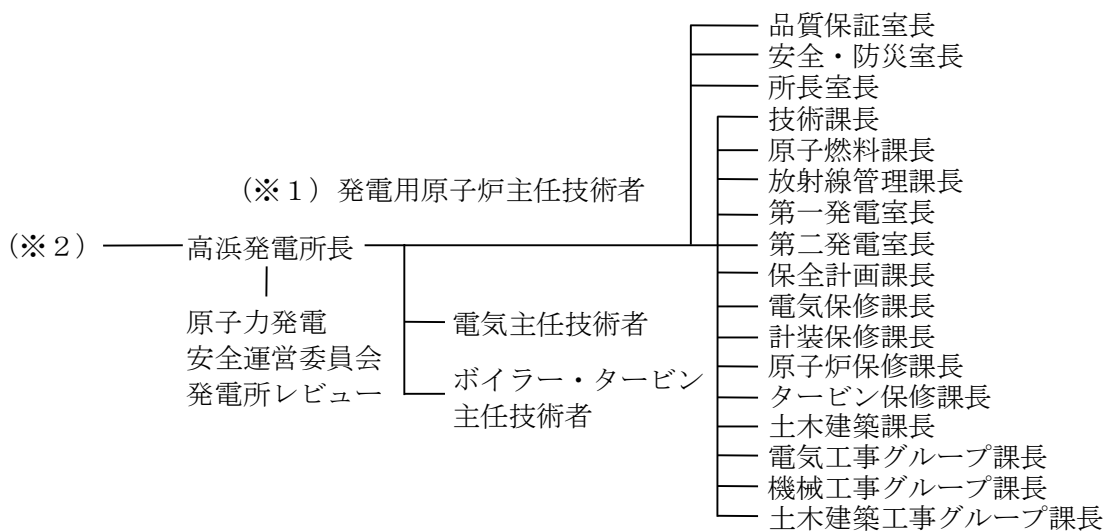 品質保証室長
安全・防災室長
所長室長
技術課長
原子燃料課長
放射線管理課長
(※１) 発電用原子炉主任技術者
第一発電室長
(※２)
高浜発電所長
第二発電室長
保全計画課長
原子力発電
安全運営委員会
発電所レビュー
電気主任技術者
ボイラー・タービン
主任技術者
電気保修課長
計装保修課長
原子炉保修課長
タービン保修課長
土木建築課長
電気工事グループ課長
機械工事グループ課長
土木建築工事グループ課長